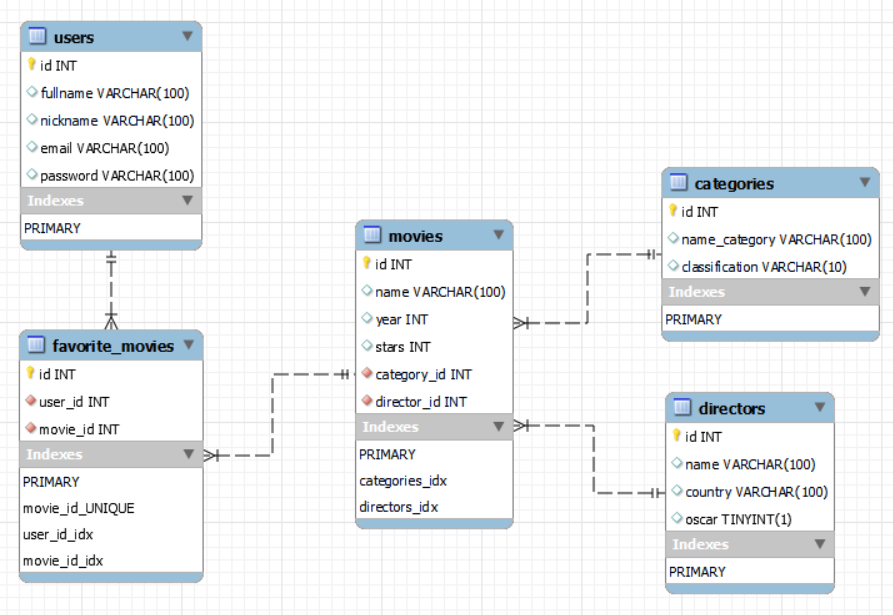 users
id INT
fullname VARCHAR(100)
nickname VARCHAR(100)
email VARCHAR(100)
password VARCHAR(100)
Indexes
PRIMARY
favorite_movies
id INT
user_id INT
movie_id INT
Indexes
PRIMARY
movie_id_UNIQUE
user_id_idx
movie_id_idx
movies
id INT
name VARCHAR(100)
year INT
stars INT
category_id INT
director_id INT
Indexes
PRIMARY
categories_idx
directors_idx
categories
id INT
name_category VARCHAR(100)
classification VARCHAR(10)
Indexes
PRIMARY
directors
id INT
name VARCHAR(100)
country VARCHAR(100)
oscar TINYINT(1)
Indexes
PRIMARY